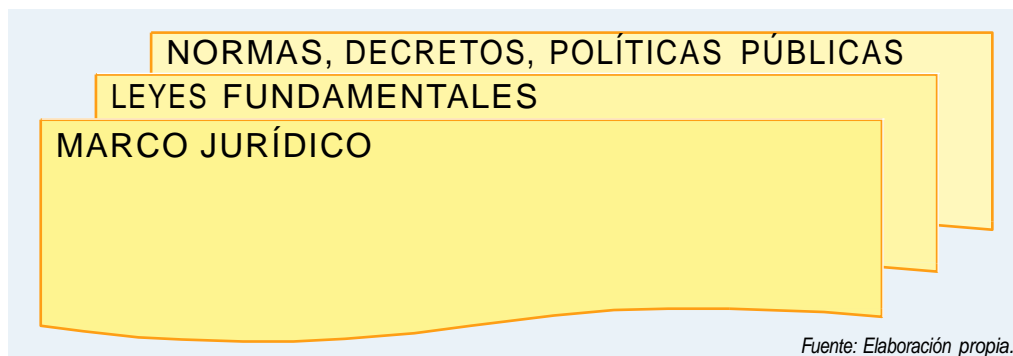 NORMAS, DECRETOS, POLÍTICAS PÚBLICAS
LEYES FUNDAMENTALES
MARCO JURÍDICO
Fuente: Elaboración propia.